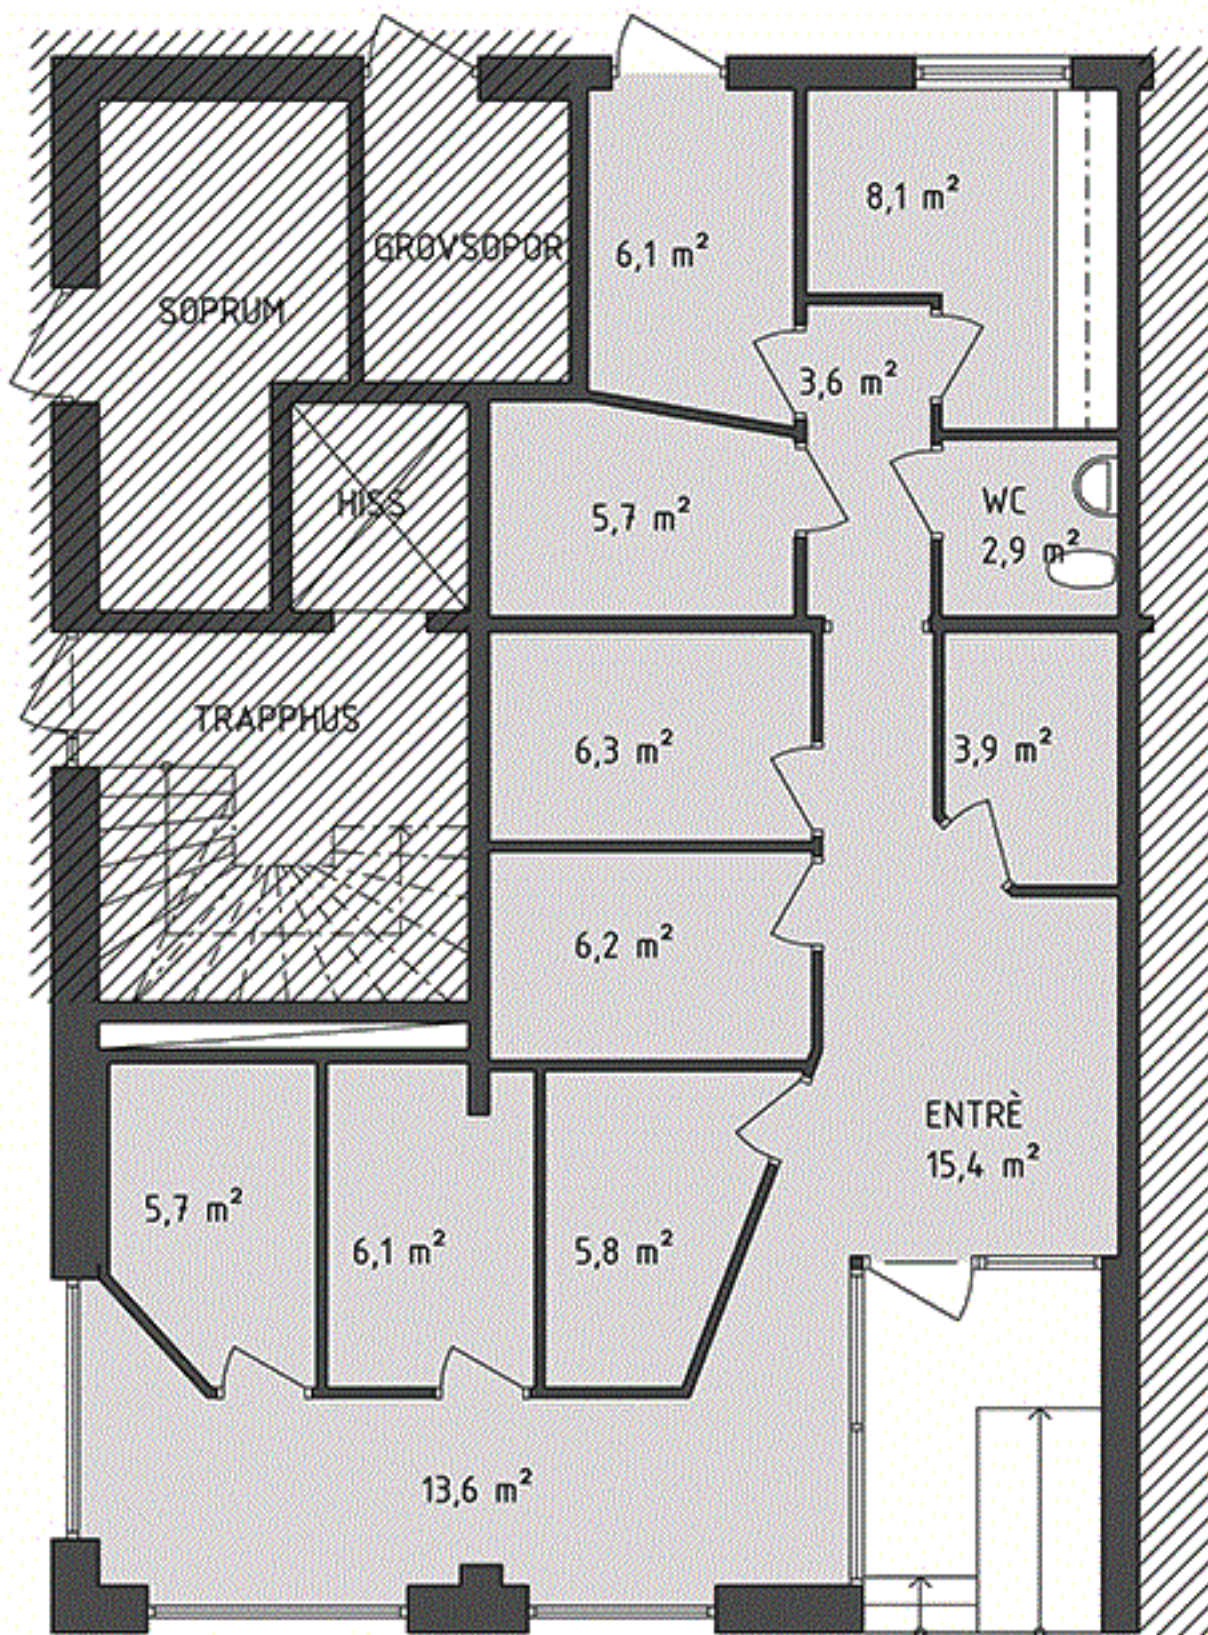 8,1 m²
GROVSOPOR
6,1 m²
SOPRUM
3,6 m²
HISS
5,7 m²
WC
2,9 m²
TRAPPHUS
6,3 m²
3,9 m²
6,2 m²
ENTRÈ
15,4 m²
5,7 m²
6,1 m²
5,8 m²
13,6 m²